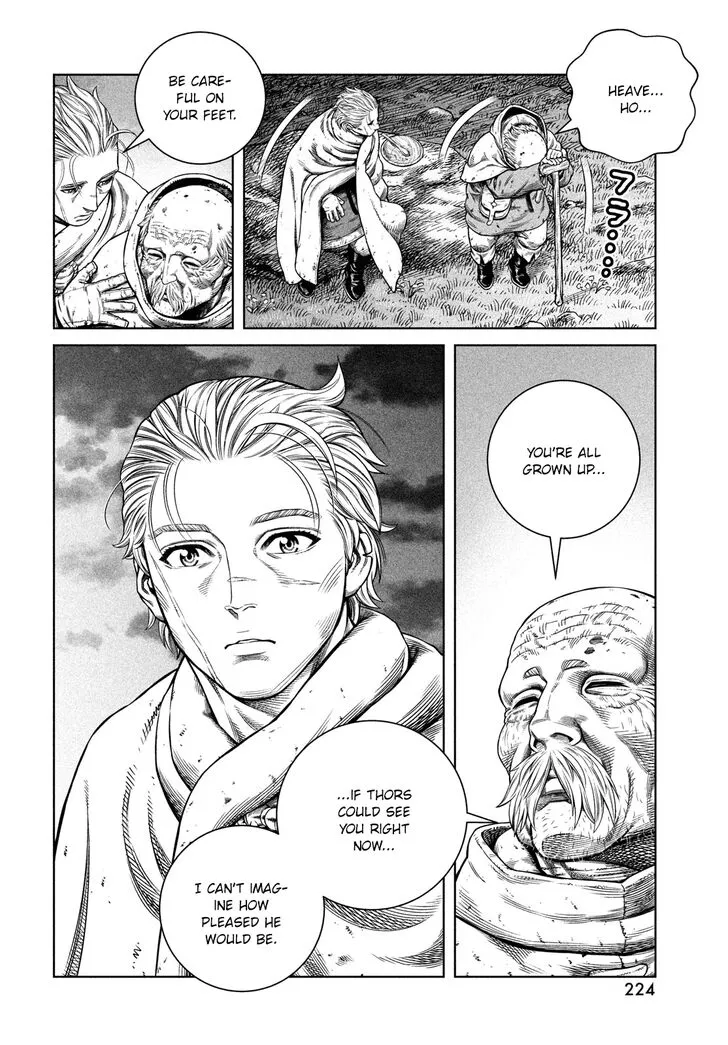 HEAVE...
HO...
フラ……
BE CARE-
FUL ON
YOUR FEET.
YOU'RE ALL
GROWN UP...
...IF THORS
COULD SEE
YOU RIGHT
NOW...
I CAN'T IMAG-
INE HOW
PLEASED HE
WOULD BE.
224